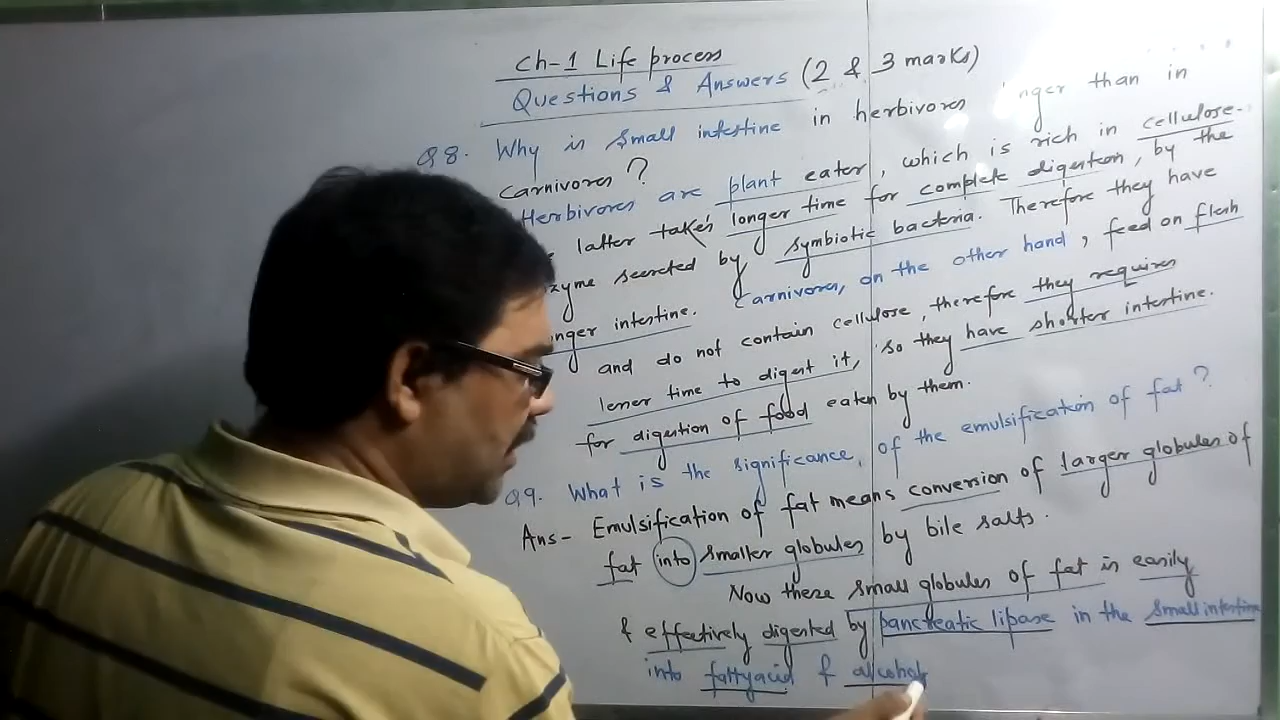 Ch-1 Life process
Questions & Answers (2 & 3 marks)
Q8. Why is small intestine in herbivores nger than in
carnivores?
Herbivores are plant eater, which is rich in cellulose.
latter takes longer time for complete digestion, by the
zyme secreted by symbiotic bacteria. Therefore they have
nger intestine. Carnivores, on the other hand, feed on flesh
and do not contain cellulose, therefore they requires
lesser time to digest it, so they have shorter intestine.
for digestion of food eaten by them.
Q9. What is the significance, of the emulsification of fat?
Ans- Emulsification of fat means conversion of larger globules of
fat into smaller globules by bile salts.
Now these small globules of fat is easily
& effectively digested by pancreatic lipase in the small intestine
into fattyacid & alcohol